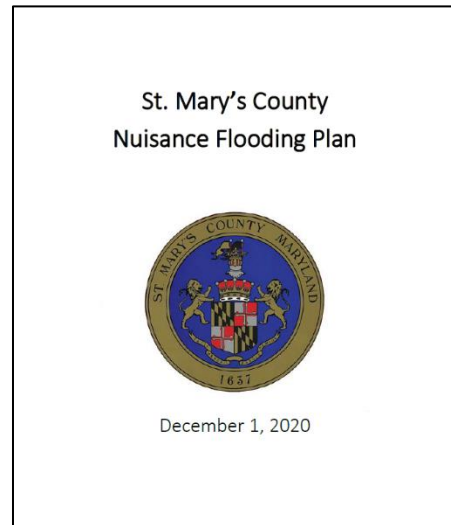 St. Mary's County
Nuisance Flooding Plan
ST MARY'S COUNTY MARYLAND
1637
December 1, 2020